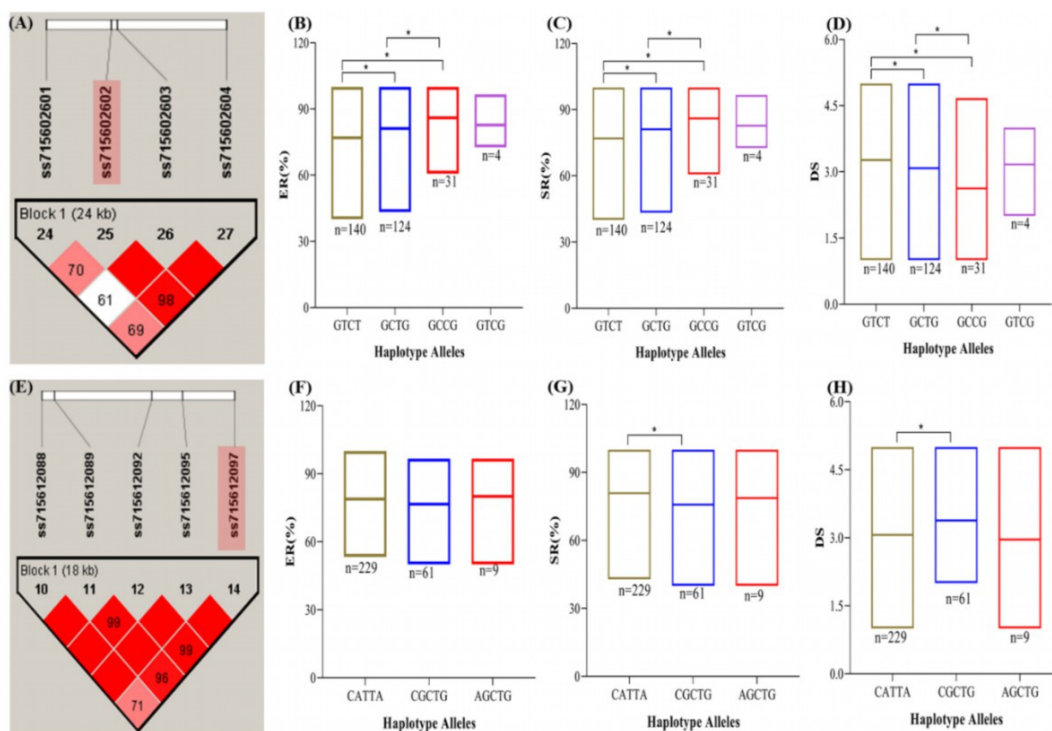 (A)
ss715602601
ss715602602
ss715602603
ss715602604
Block 1 (24 kb)
24 25 26 27
70
61 98
69
(B)
ER(%)
120
90
60
30
0
* 
*
*
n=140 n=124 n=31 n=4
GTCT GCTG GCCG GTCG
Haplotype Alleles
(C)
SR(%)
120
90
60
30
0
*
*
*
n=140 n=124 n=31 n=4
GTCT GCTG GCCG GTCG
Haplotype Alleles
(D)
DS
6.0
4.5
3.0
1.5
0.0
*
*
*
n=140 n=124 n=31 n=4
GTCT GCTG GCCG GTCG
Haplotype Alleles
(E)
ss715612088
ss715612089
ss715612092
ss715612095
ss715612097
Block 1 (18 kb)
10 11 12 13 14
99
99
96
71
(F)
ER(%)
120
90
60
30
0
n=229 n=61 n=9
CATTA CGCTG AGCTG
Haplotype Alleles
(G)
SR(%)
120
90
60
30
0
*
n=229 n=61 n=9
CATTA CGCTG AGCTG
Haplotype Alleles
(H)
DS
6.0
4.5
3.0
1.5
0.0
*
n=229 n=61 n=9
CATTA CGCTG AGCTG
Haplotype Alleles